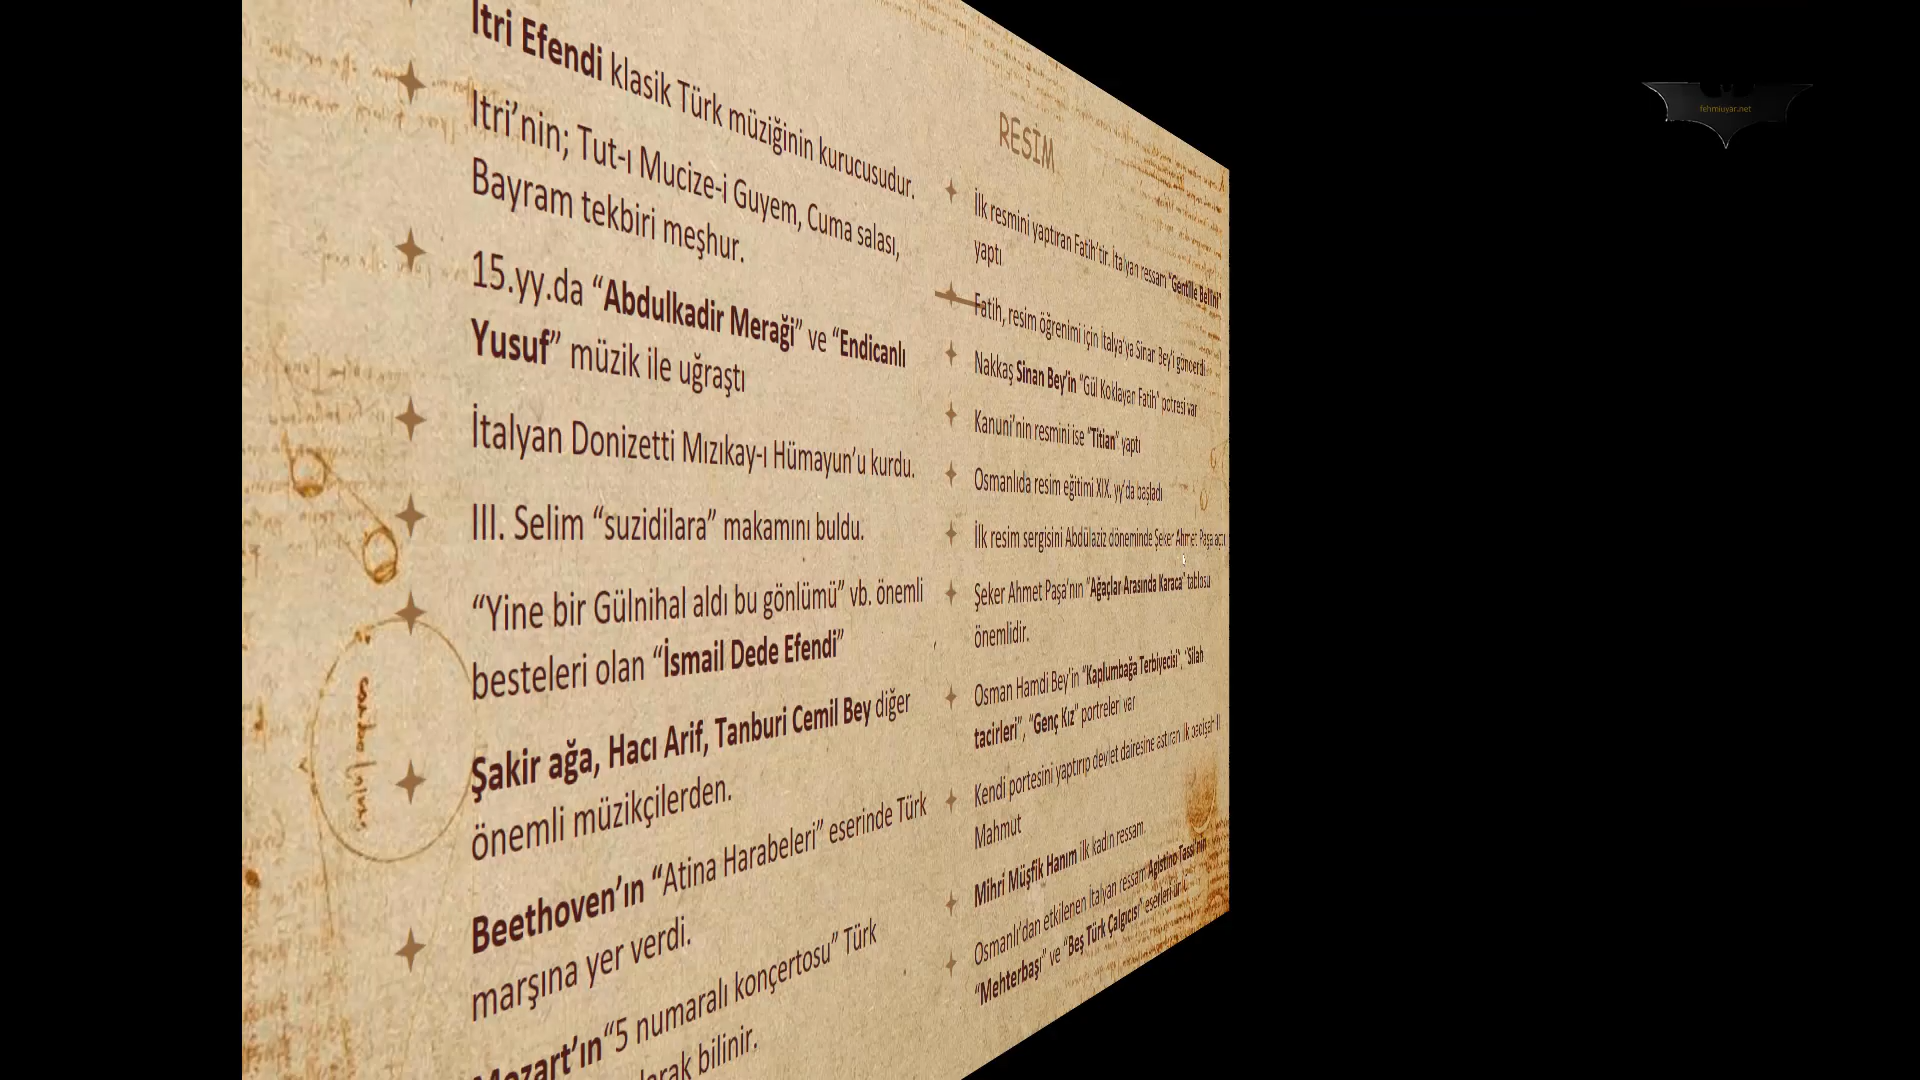 Itri Efendi klasik Türk müziğinin kurucusudur.
Itri’nin; Tut-ı Mucize-i Guyem, Cuma salası,
Bayram tekbiri meşhur.
15.yy.da “Abdulkadir Meraği” ve “Endicanlı
Yusuf” müzik ile uğraştı
İtalyan Donizetti Mızıkay-ı Hümayun’u kurdu.
III. Selim “suzidilara” makamını buldu.
“Yine bir Gülnihal aldı bu gönlümü” vb. önemli
besteleri olan “İsmail Dede Efendi”
Şakir ağa, Hacı Arif, Tanburi Cemil Bey diğer
önemli müzikçilerden.
Beethoven’ın “Atina Harabeleri” eserinde Türk
marşına yer verdi.
Mozart’ın “5 numaralı konçertosu” Türk
bilinir.
RESİM
İlk resmini yaptıran Fatih’tir. İtalyan ressam “Gentille Bellini”
yaptı
Fatih, resim öğrenimi için İtalya’ya Sinan Bey’i gönderdi
Nakkaş Sinan Bey’in “Gül Koklayan Fatih” potresi var
Kanuni’nin resmini ise “Titian” yaptı
Osmanlıda resim eğitimi XIX. yy’da başladı
İlk resim sergisini Abdülaziz döneminde Şeker Ahmet Paşa açtı
Şeker Ahmet Paşa’nın “Ağaçlar Arasında Karaca” tablosu
önemlidir.
Osman Hamdi Bey’in “Kaplumbağa Terbiyecisi”, “Silah
tacirleri”, “Genç Kız” portreleri var
Kendi portesini yaptırıp devlet dairesine astıran ilk padişah II.
Mahmut
Mihri Müşfik Hanım ilk kadın ressam.
Osmanlı’dan etkilenen İtalyan ressam Agistino Tassi’nin
“Mehterbaşı” ve “Beş Türk Çalgıcısı” eserleri ünlü.
fehmiuyar.net